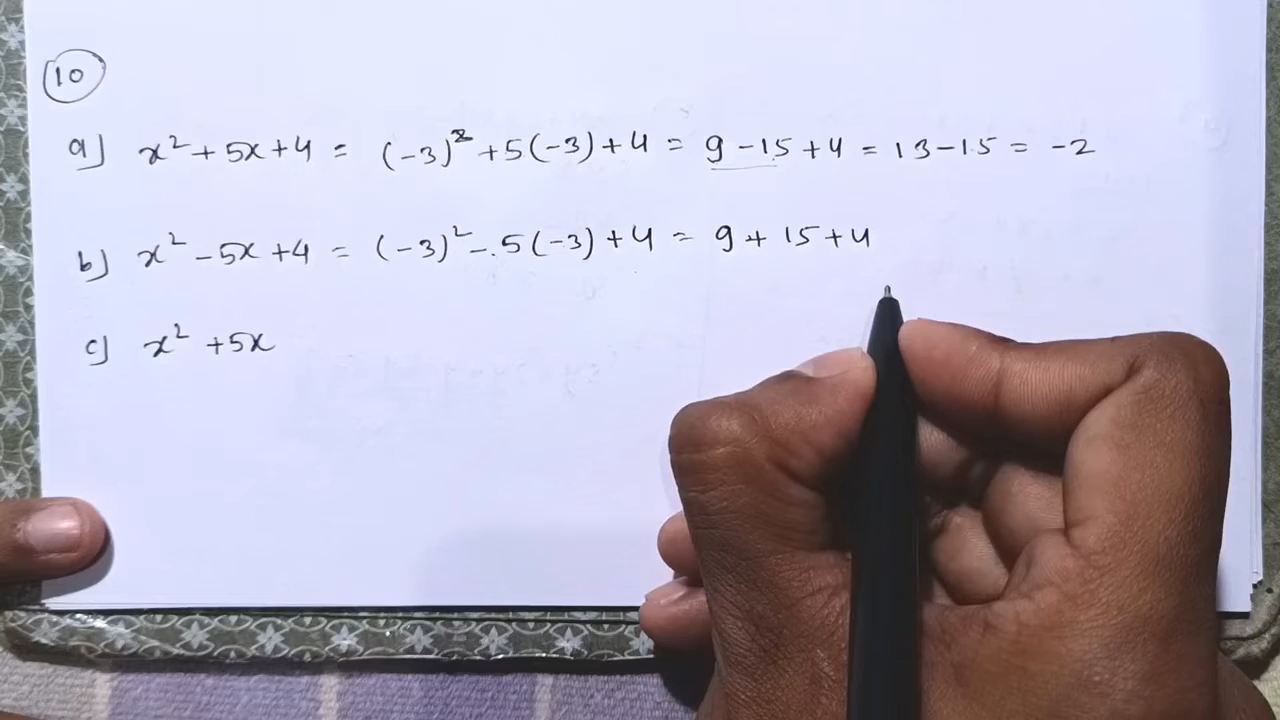 10
a) x² + 5x + 4 = (-3)² + 5(-3) + 4 = 9 - 15 + 4 = 13 - 15 = -2
b) x² - 5x + 4 = (-3)² - 5(-3) + 4 = 9 + 15 + 4
c) x² + 5x